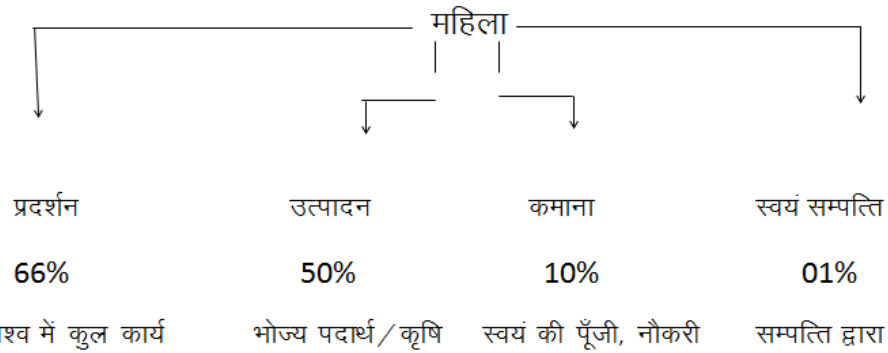 महिला
प्रदर्शन उत्पादन कमाना स्वयं सम्पत्ति
66% 50% 10% 01%
श्व में कुल कार्य भोज्य पदार्थ/कृषि स्वयं की पूँजी, नौकरी सम्पत्ति द्वारा